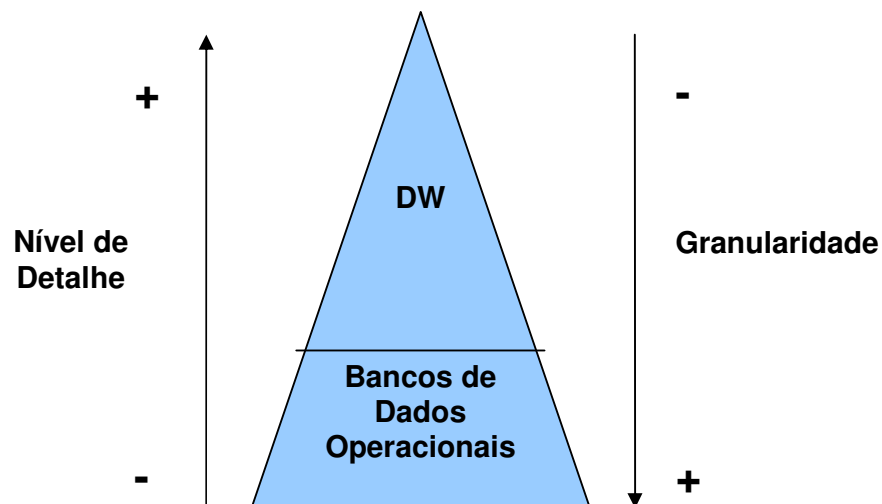 +
-
DW
Nível de
Detalhe
Granularidade
Bancos de
Dados
Operacionais
-
+